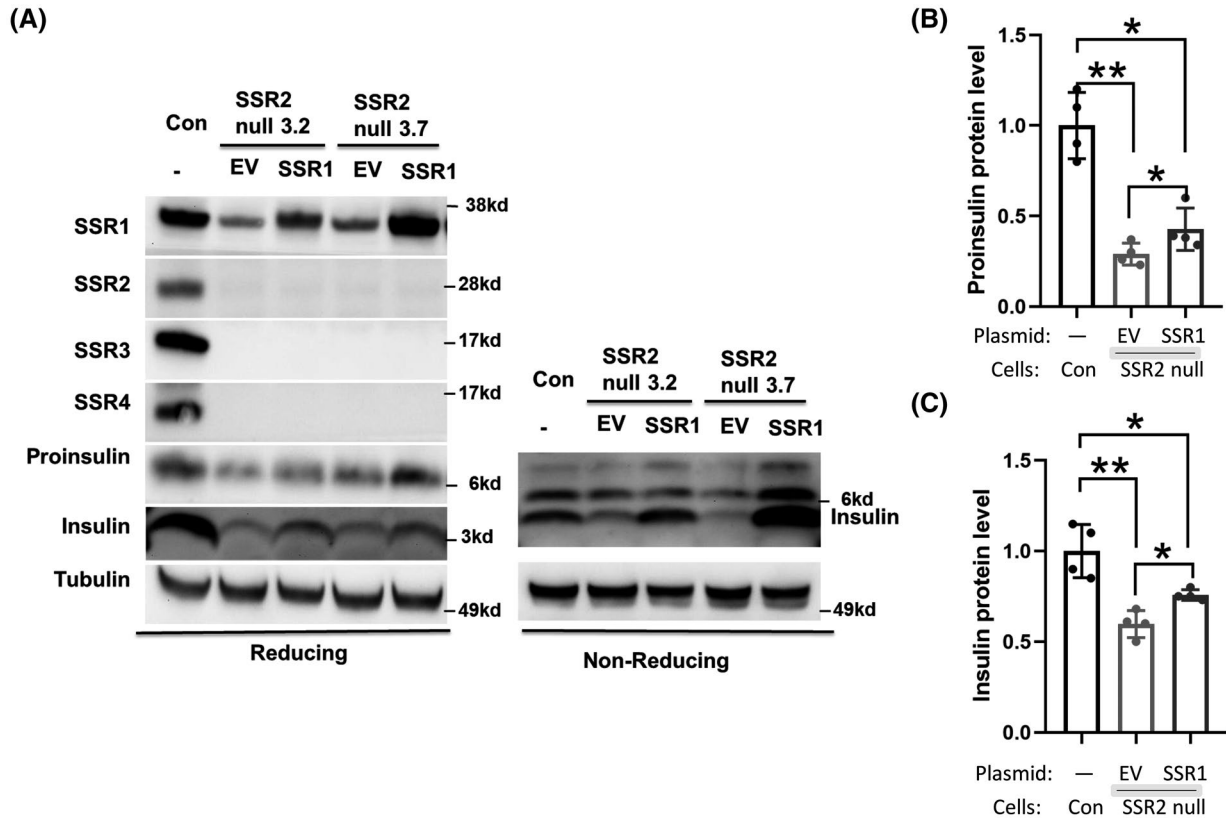 (A)
SSR2
null 3.2
SSR2
null 3.7
Con
- EV SSR1 EV SSR1
SSR1
38kd
SSR2
28kd
SSR3
17kd
SSR4
17kd
Proinsulin
6kd
Insulin
3kd
Tubulin
49kd
Reducing
SSR2
null 3.2
SSR2
null 3.7
Con
- EV SSR1 EV SSR1
6kd
Insulin
49kd
Non-Reducing
(B)
Proinsulin protein level
1.5
1.0
0.5
0.0
*
**
*
Plasmid: — EV SSR1
Cells: Con SSR2 null
(C)
Insulin protein level
1.5
1.0
0.5
0.0
*
**
*
Plasmid: — EV SSR1
Cells: Con SSR2 null